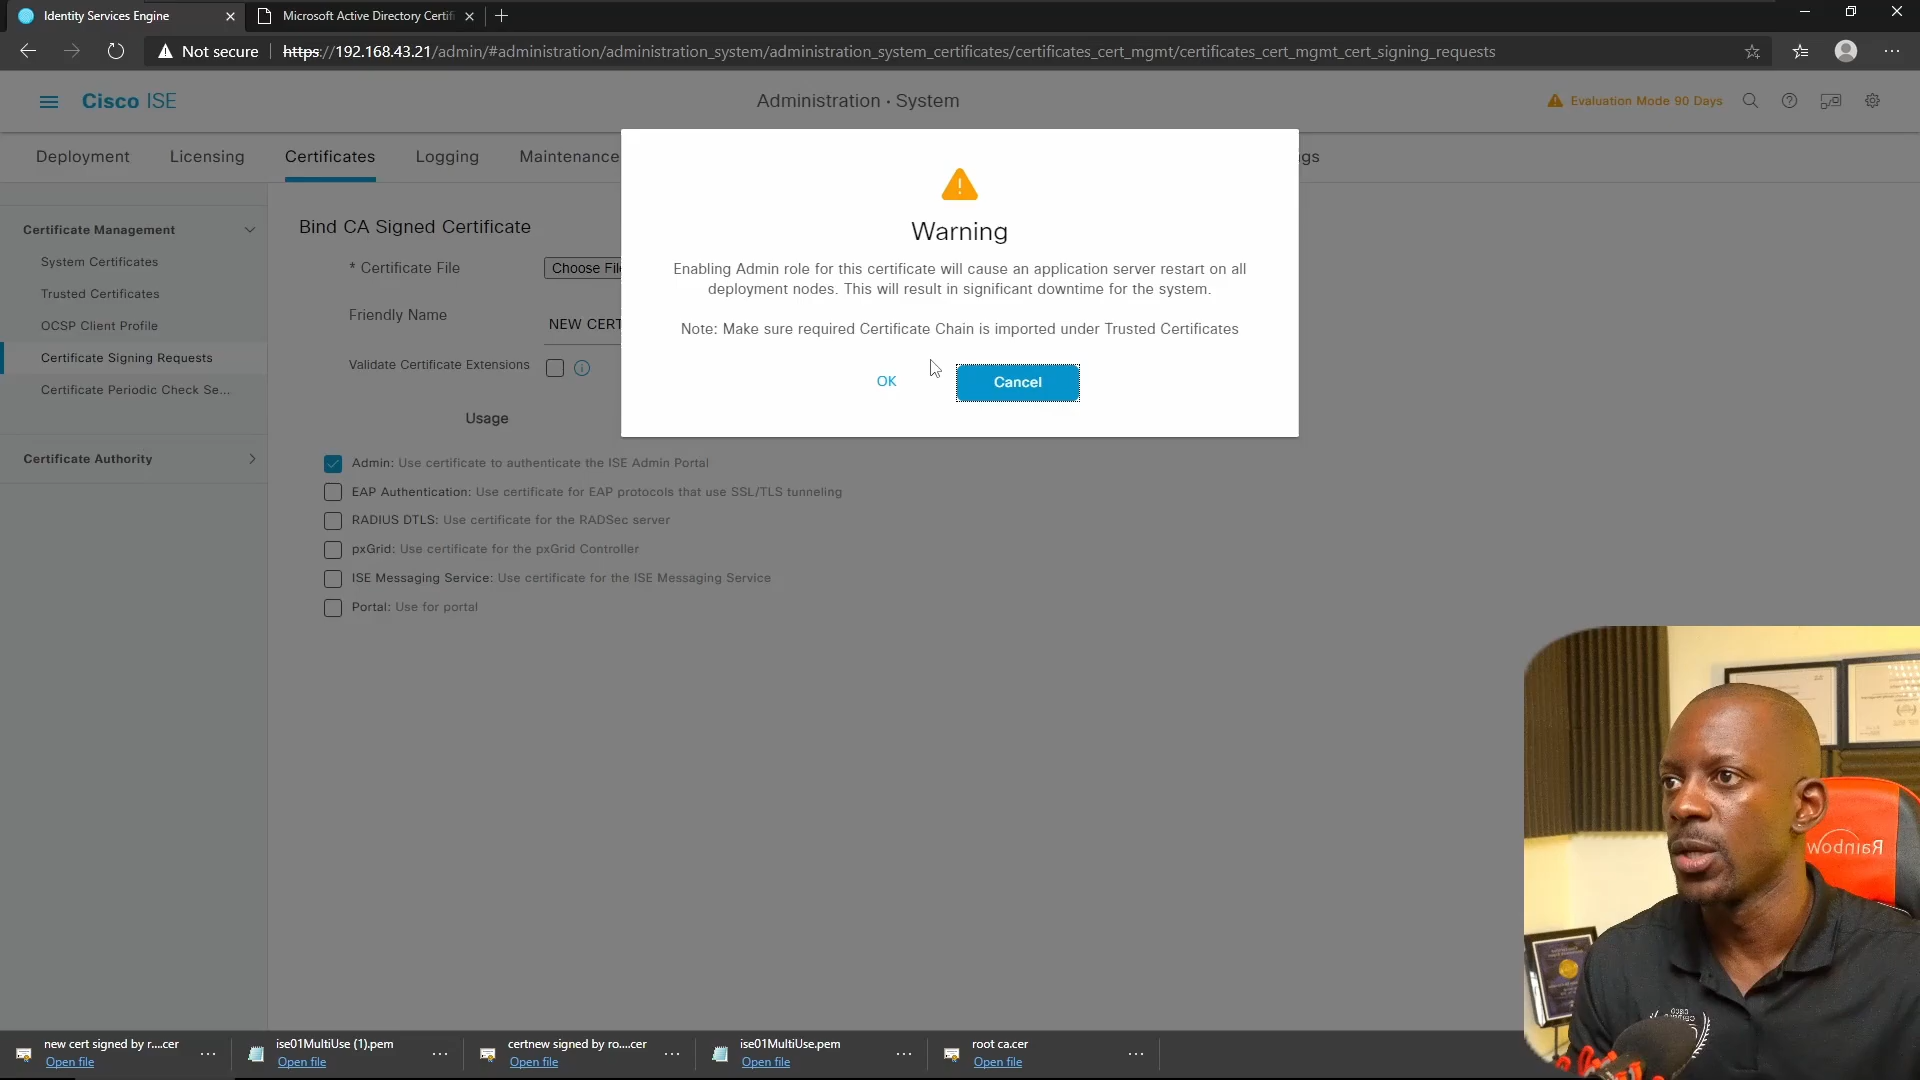 Identity Services Engine
Microsoft Active Directory Certif
Not secure
https://192.168.43.21/admin/#administration/administration_system/administration_system_certificates/certificates_cert_mgmt/certificates_cert_mgmt_cert_signing_requests
Cisco ISE
Administration · System
Evaluation Mode 90 Days
Deployment
Licensing
Certificates
Logging
Maintenance
gs
Warning
Enabling Admin role for this certificate will cause an application server restart on all
deployment nodes. This will result in significant downtime for the system.
Note: Make sure required Certificate Chain is imported under Trusted Certificates
OK
Cancel
Certificate Management
System Certificates
Trusted Certificates
OCSP Client Profile
Certificate Signing Requests
Certificate Periodic Check Se...
Certificate Authority
Bind CA Signed Certificate
* Certificate File
Choose File
Friendly Name
NEW CERT
Validate Certificate Extensions
Usage
Admin: Use certificate to authenticate the ISE Admin Portal
EAP Authentication: Use certificate for EAP protocols that use SSL/TLS tunneling
RADIUS DTLS: Use certificate for the RADSec server
pxGrid: Use certificate for the pxGrid Controller
ISE Messaging Service: Use certificate for the ISE Messaging Service
Portal: Use for portal
Rainbow
new cert signed by r....cer
Open file
ise01MultiUse (1).pem
Open file
certnew signed by ro....cer
Open file
ise01MultiUse.pem
Open file
root ca.cer
Open file